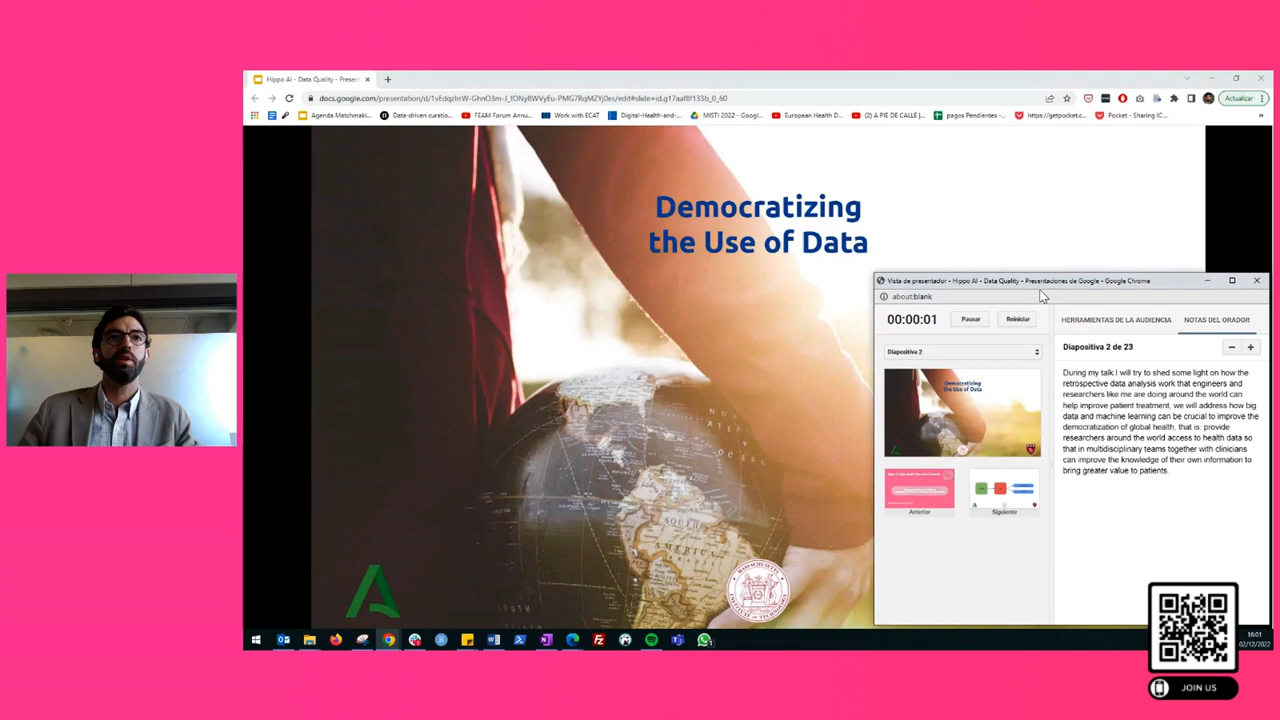 Hippo AI - Data Quality - Presen
docs.google.com/presentation/d/1vEdqzIrrW-GhmO3m-J_fONy8WVyEu-PMG7RqMZYj0es/edit#slide=id.g17aaf8f133b_0_60
Actualizar
Agenda Matchmaki...
Data-driven curatio...
FEAM Forum Annu...
Work with ECAT
Digital-Health-and-...
MISTI 2022 - Googl...
European Health D...
(2) A PIE DE CALLE |...
pagos Pendientes -...
https://getpocket.c...
Pocket - Sharing IC...
Democratizing
the Use of Data
SOUTH
AMERICA
MASSACHUSETTS
INSTITUTE OF TECHNOLOGY
Vista de presentador - Hippo AI - Data Quality - Presentaciones de Google - Google Chrome
about:blank
00:00:01
Pausar
Reiniciar
HERRAMIENTAS DE LA AUDIENCIA
NOTAS DEL ORADOR
Diapositiva 2
Democratizing
the Use of Data
Anterior
Siguiente
Diapositiva 2 de 23
During my talk I will try to shed some light on how the
retrospective data analysis work that engineers and
researchers like me are doing around the world can
help improve patient treatment, we will address how big
data and machine learning can be crucial to improve the
democratization of global health, that is: provide
researchers around the world access to health data so
that in multidisciplinary teams together with clinicians
can improve the knowledge of their own information to
bring greater value to patients.
16:01
02/12/2022
JOIN US